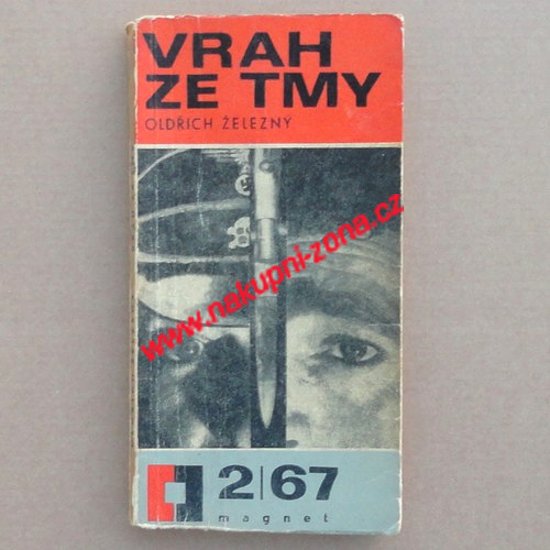 VRAH
ZE TMY
OLDŘICH ŽELEZNÝ
www.nakupni-zona.cz
2|67
magnet